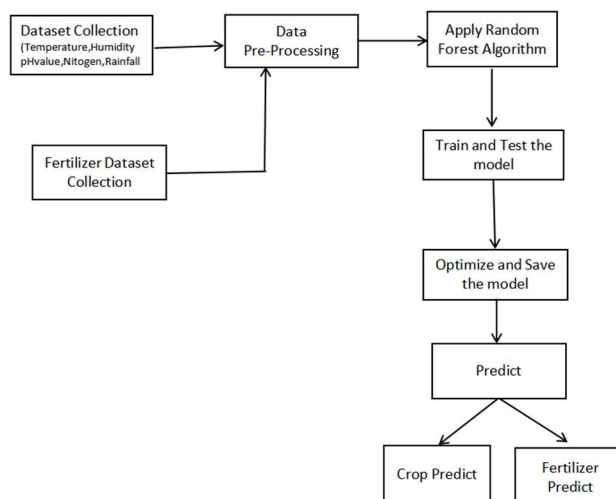 Dataset Collection
(Temperature,Humidity
pHvalue,Nitogen,Rainfall
Data
Pre-Processing
Apply Random
Forest Algorithm
Fertilizer Dataset
Collection
Train and Test the
model
Optimize and Save
the model
Predict
Crop Predict
Fertilizer
Predict